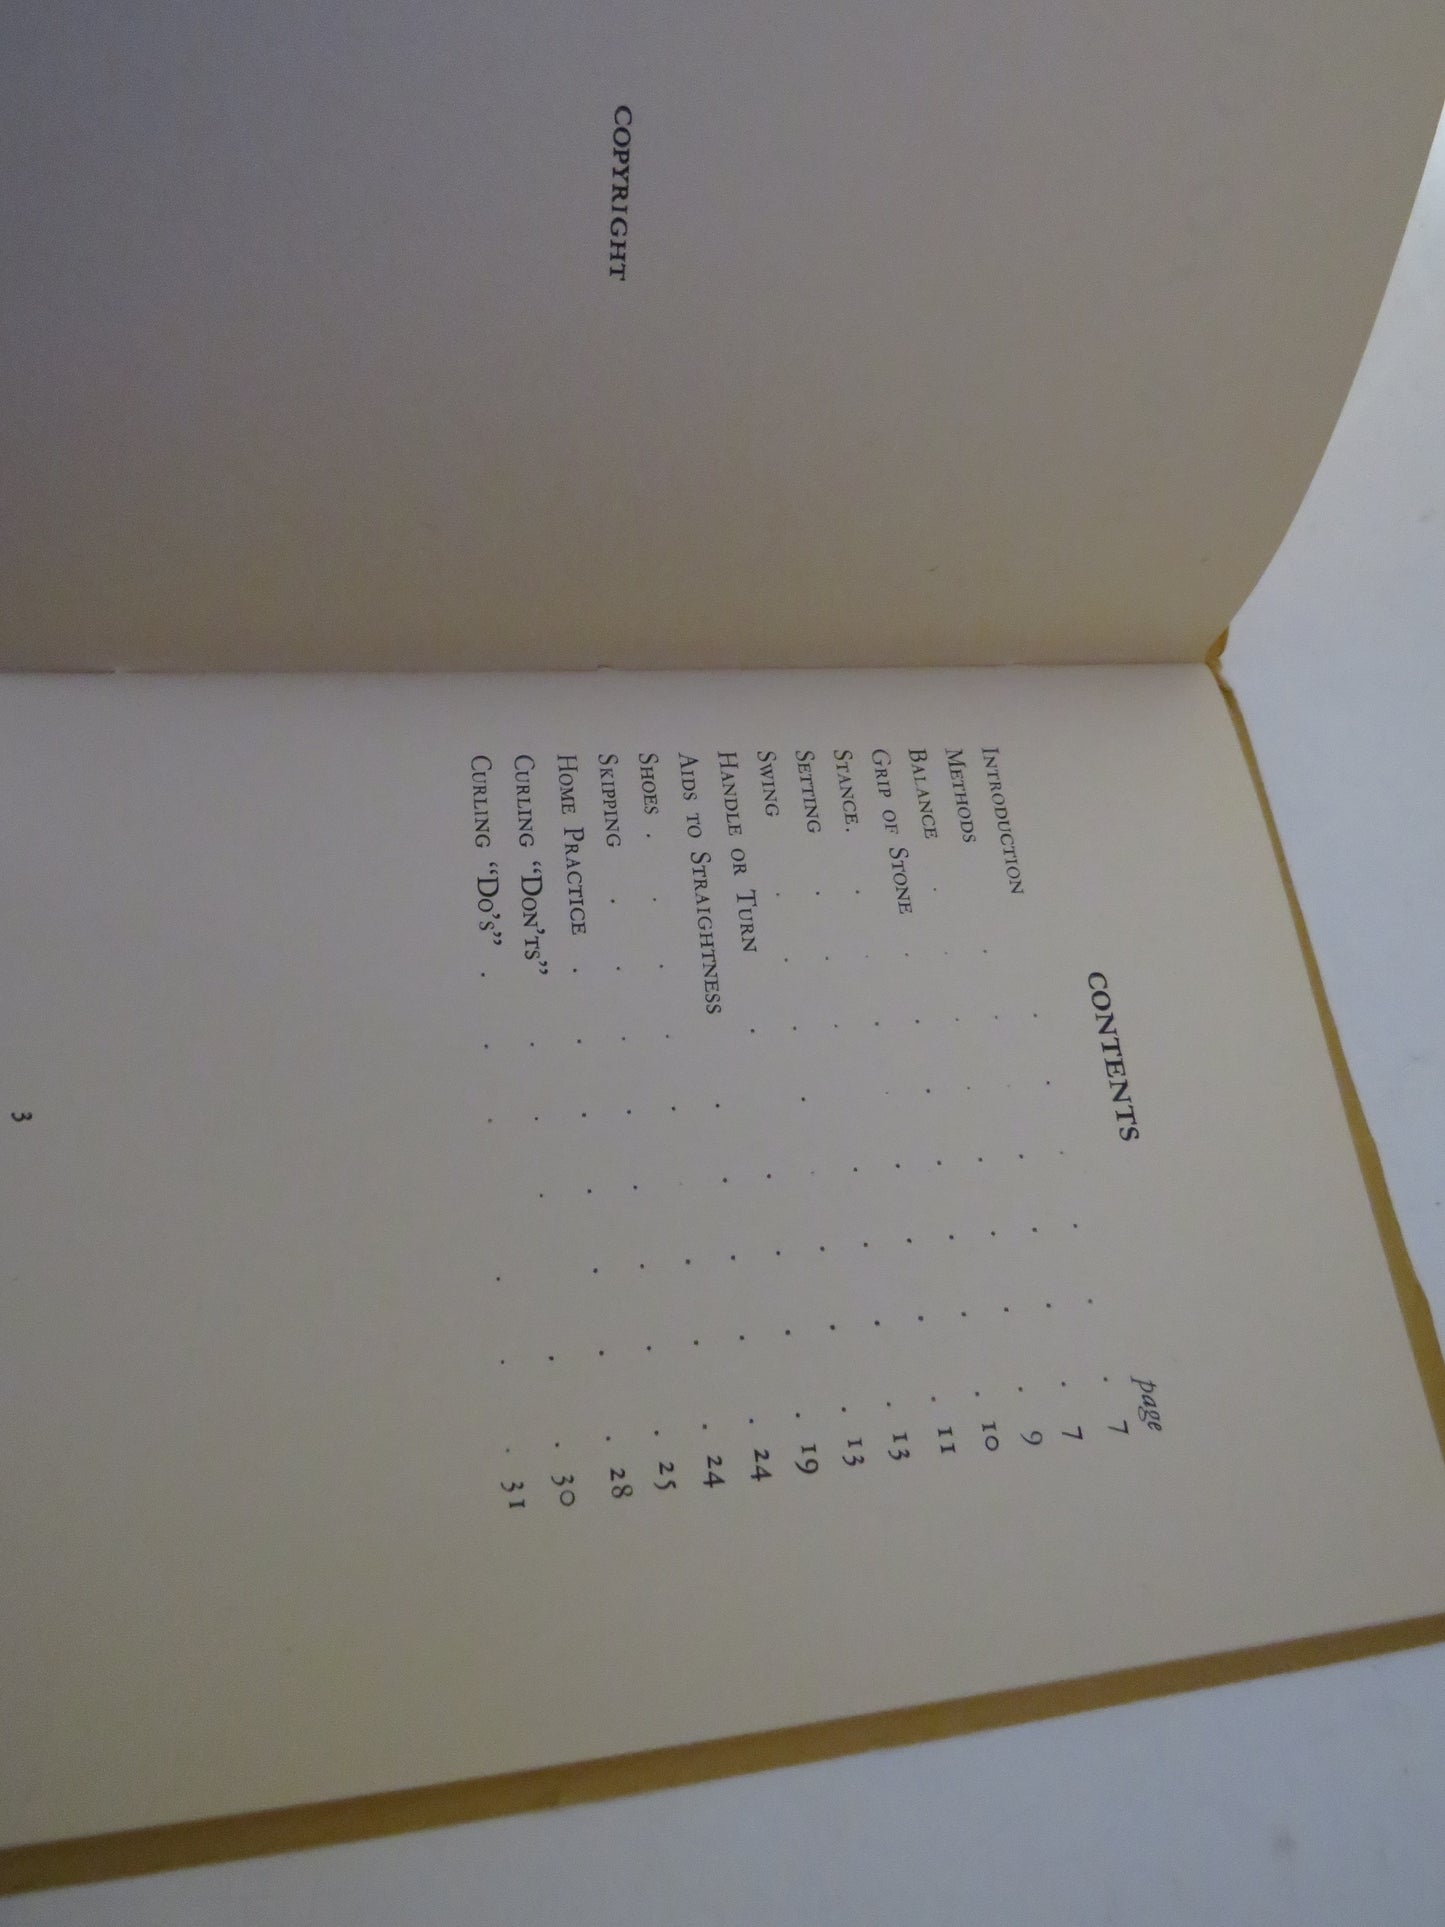 COPYRIGHT
CONTENTS
page
INTRODUCTION . . . . . . 7
METHODS . . . . . . . 7
BALANCE . . . . . . . 9
GRIP OF STONE . . . . . . 10
STANCE. . . . . . . . 11
SETTING . . . . . . . 13
SWING . . . . . . . 13
HANDLE OR TURN . . . . . . 19
AIDS TO STRAIGHTNESS . . . . . 24
SHOES . . . . . . . . 24
SKIPPING . . . . . . . . 25
HOME PRACTICE . . . . . . . 28
CURLING “DON’TS” . . . . . 30
CURLING “DO’S” . . . . . . 31
3